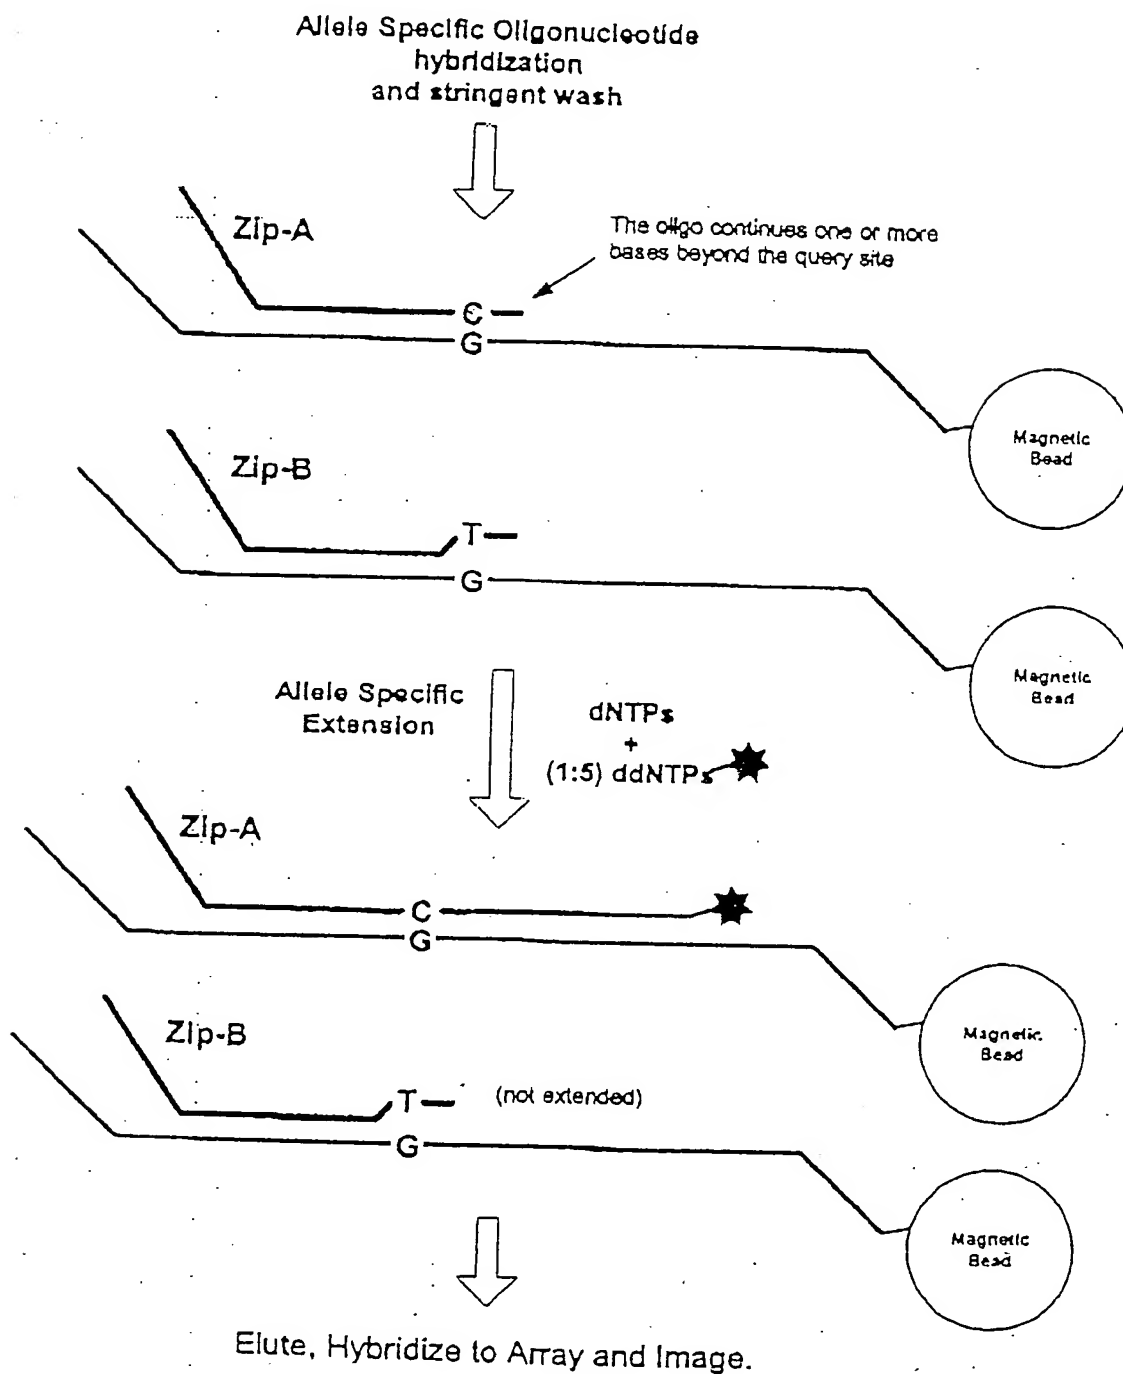 Allele Specific Oligonucleotide
hybridization
and stringent wash
Zip-A
The oligo continues one or more
bases beyond the query site
C
G
Magnetic
Bead
Zip-B
T
G
Magnetic
Bead
Allele Specific
Extension
dNTPs
+
(1:5) ddNTPs
Zip-A
C
G
Magnetic
Bead
Zip-B
T
(not extended)
G
Magnetic
Bead
Elute, Hybridize to Array and Image.